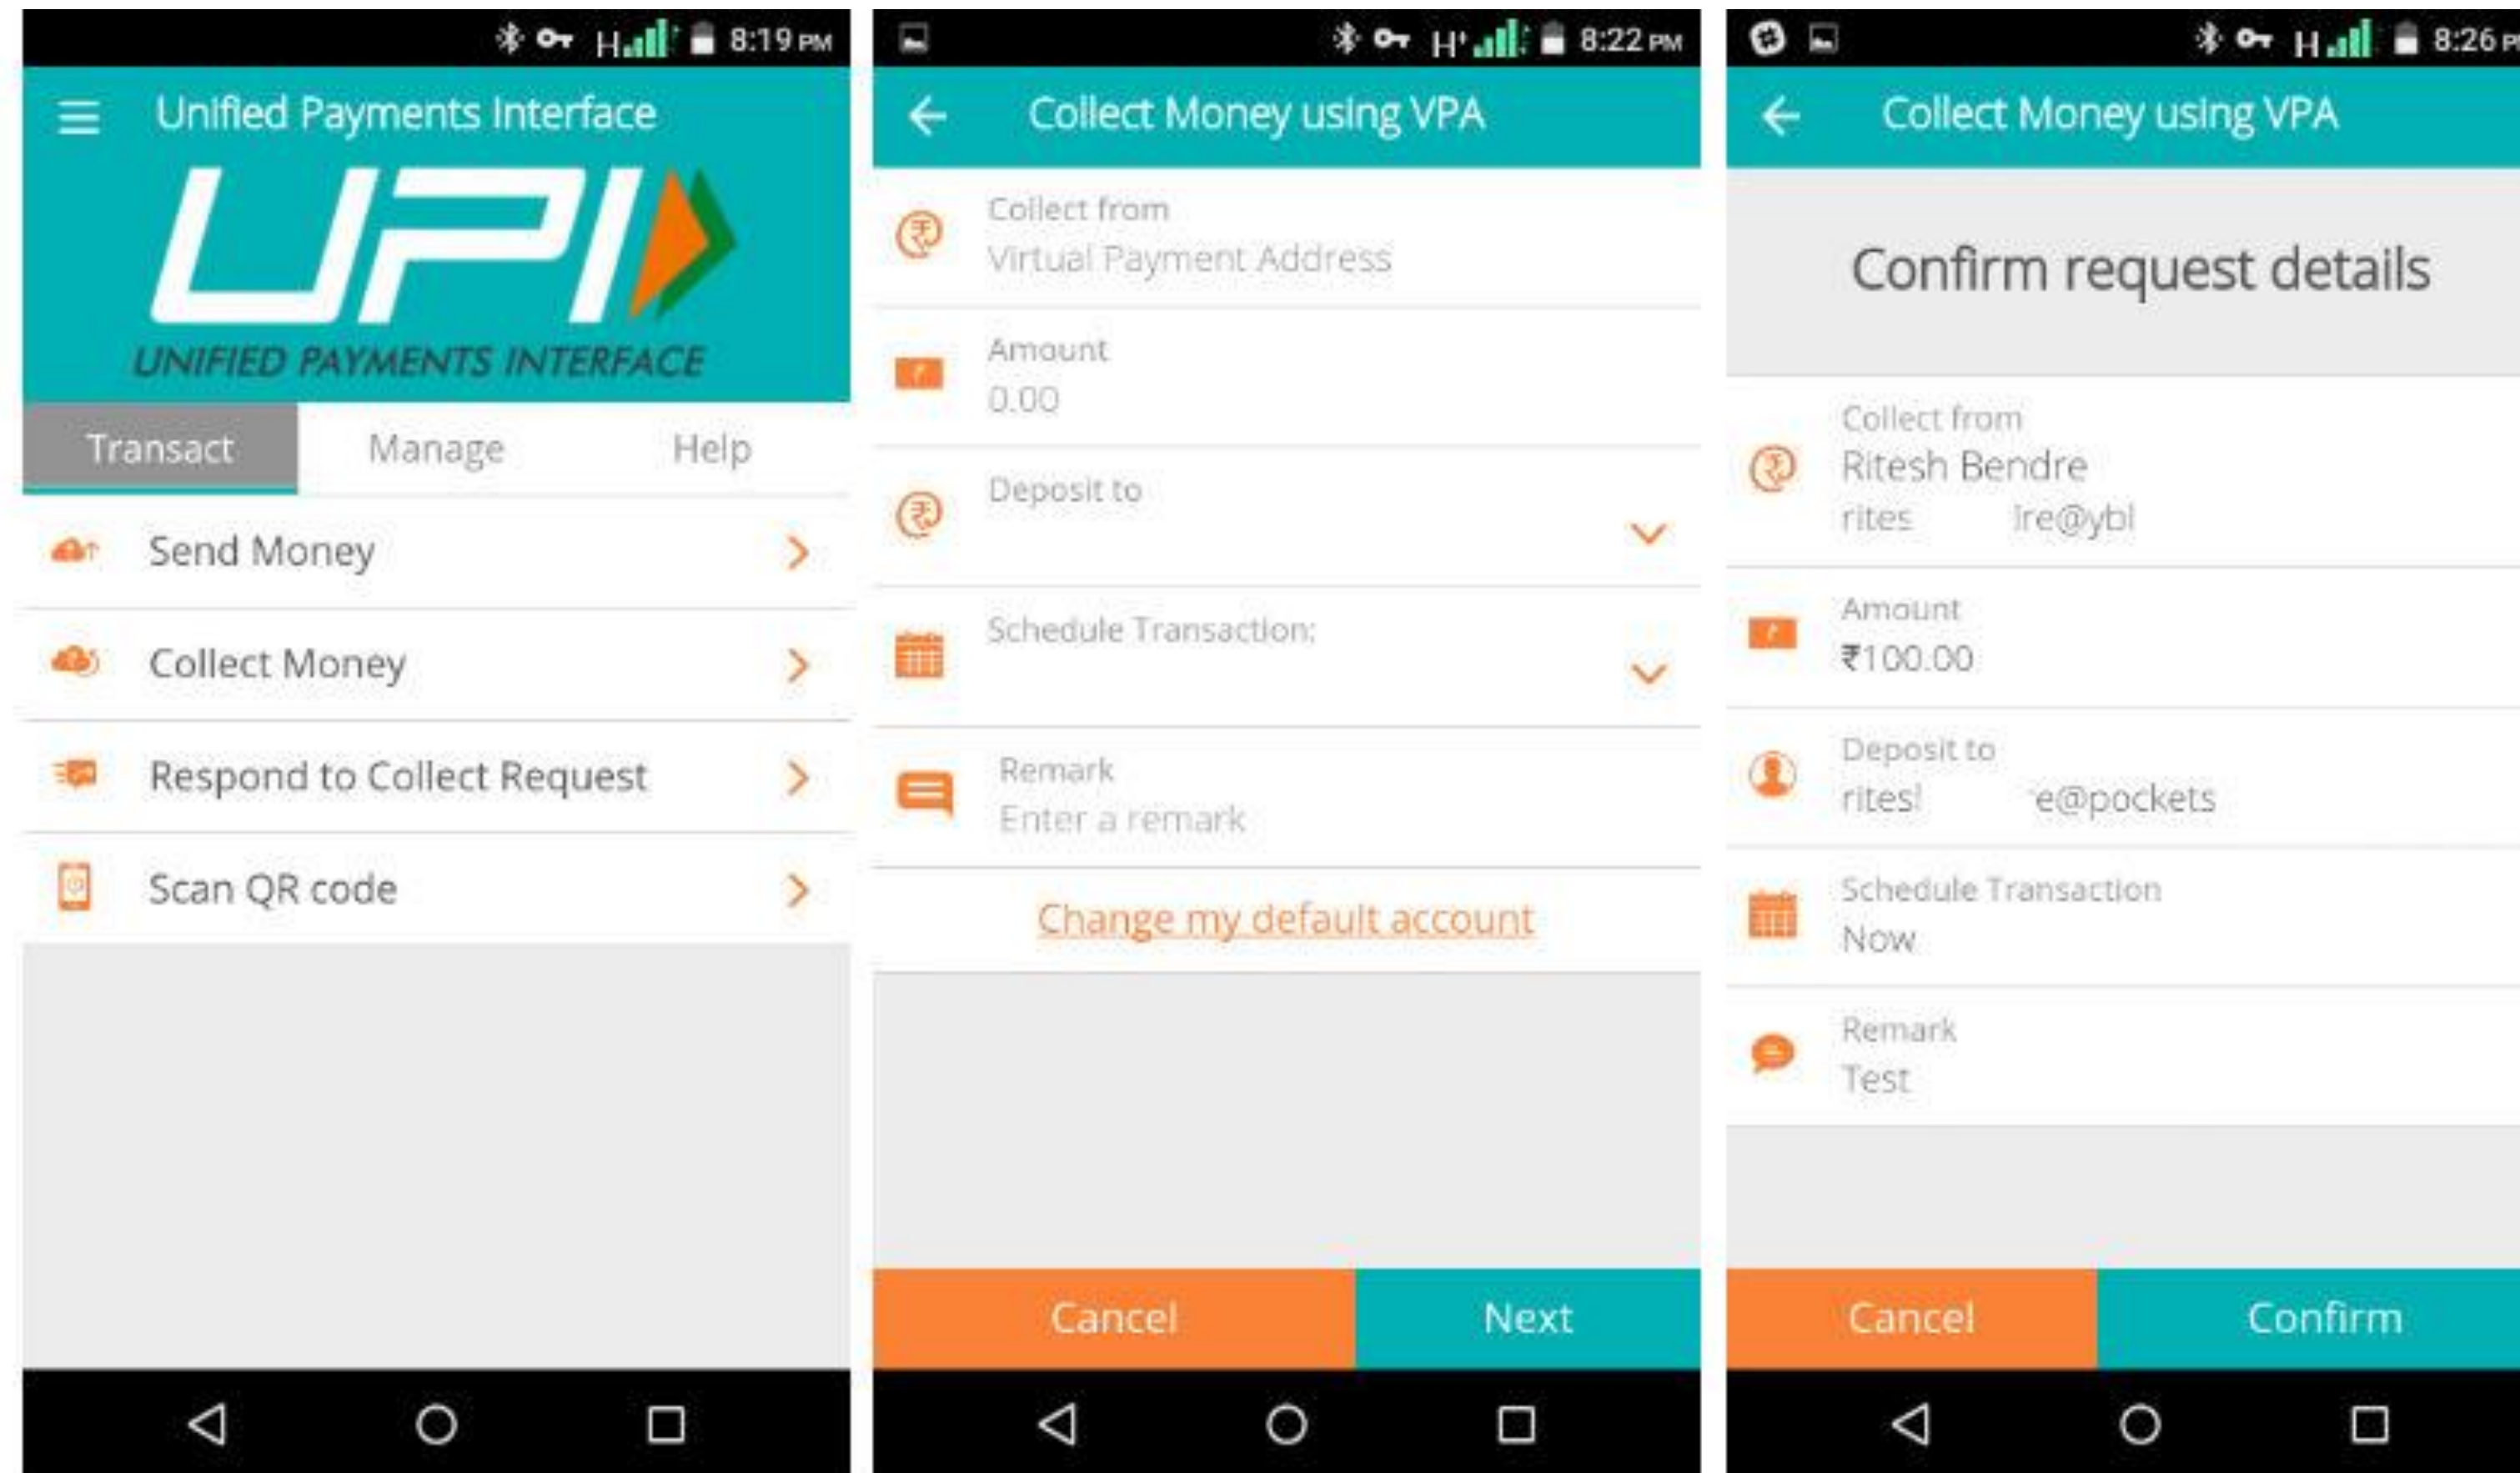 H 8:19 PM
Unified Payments Interface
UPI
UNIFIED PAYMENTS INTERFACE
Transact Manage Help
Send Money
Collect Money
Respond to Collect Request
Scan QR code
H+ 8:22 PM
Collect Money using VPA
Collect from
Virtual Payment Address
Amount
0.00
Deposit to
Schedule Transaction:
Remark
Enter a remark
Change my default account
Cancel Next
H 8:26
Collect Money using VPA
Confirm request details
Collect from
Ritesh Bendre
rites re@ybl
Amount
₹100.00
Deposit to
rites e@pockets
Schedule Transaction
Now
Remark
Test
Cancel Confirm